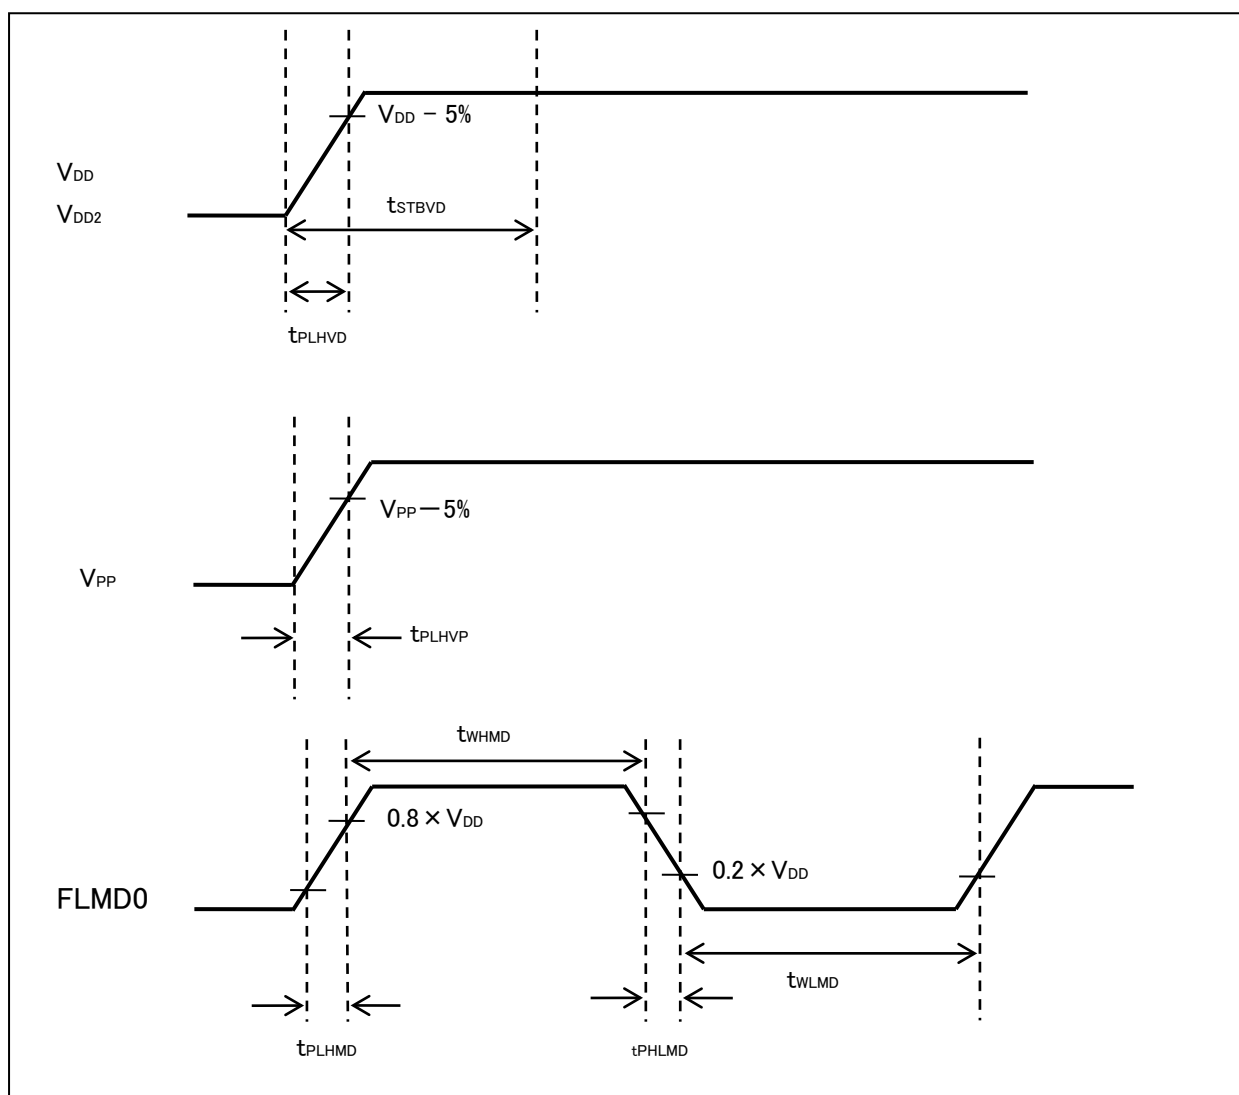 VDD − 5%
VDD
tSTBVD
VDD2
tPLHVD
VPP−5%
VPP
tPLHVP
tWHMD
0.8 × VDD
0.2 × VDD
FLMD0
tWLMD
tPLHMD
tPHLMD